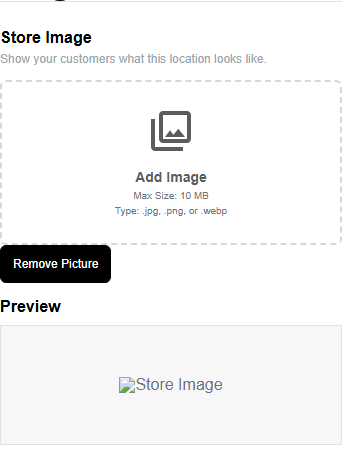 Store Image
Show your customers what this location looks like.
Add Image
Max Size: 10 MB
Type: .jpg, .png, or .webp
Remove Picture
Preview
Store Image